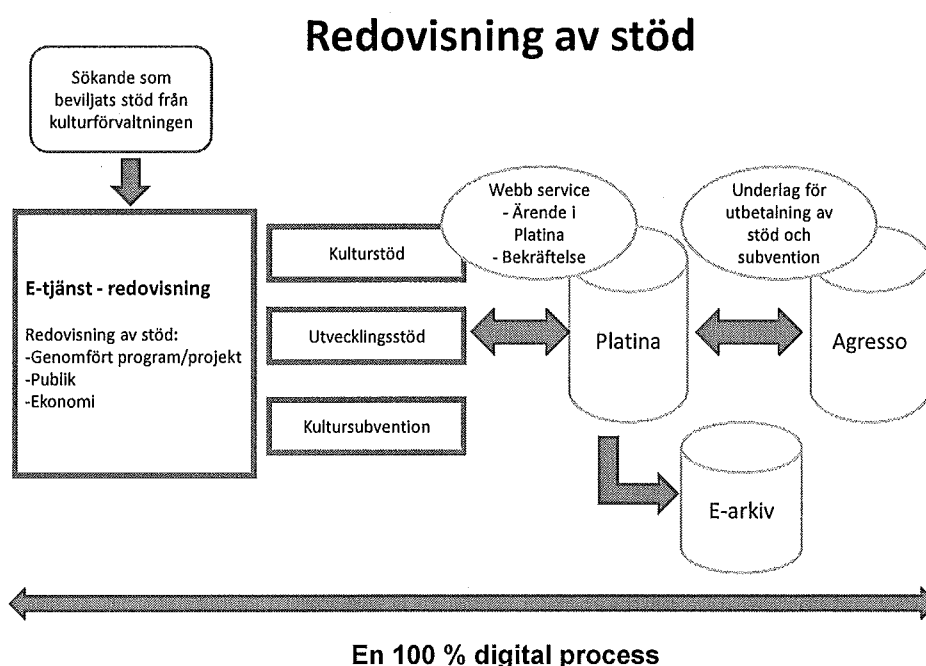 Redovisning av stöd
Sökande som
beviljats stöd från
kulturförvaltningen
E-tjänst - redovisning
Redovisning av stöd:
-Genomfört program/projekt
-Publik
-Ekonomi
Kulturstöd
Utvecklingsstöd
Kultursubvention
Webb service
- Ärende i
Platina
- Bekräftelse
Platina
Underlag för
utbetalning av
stöd och
subvention
Agresso
E-arkiv
En 100 % digital process